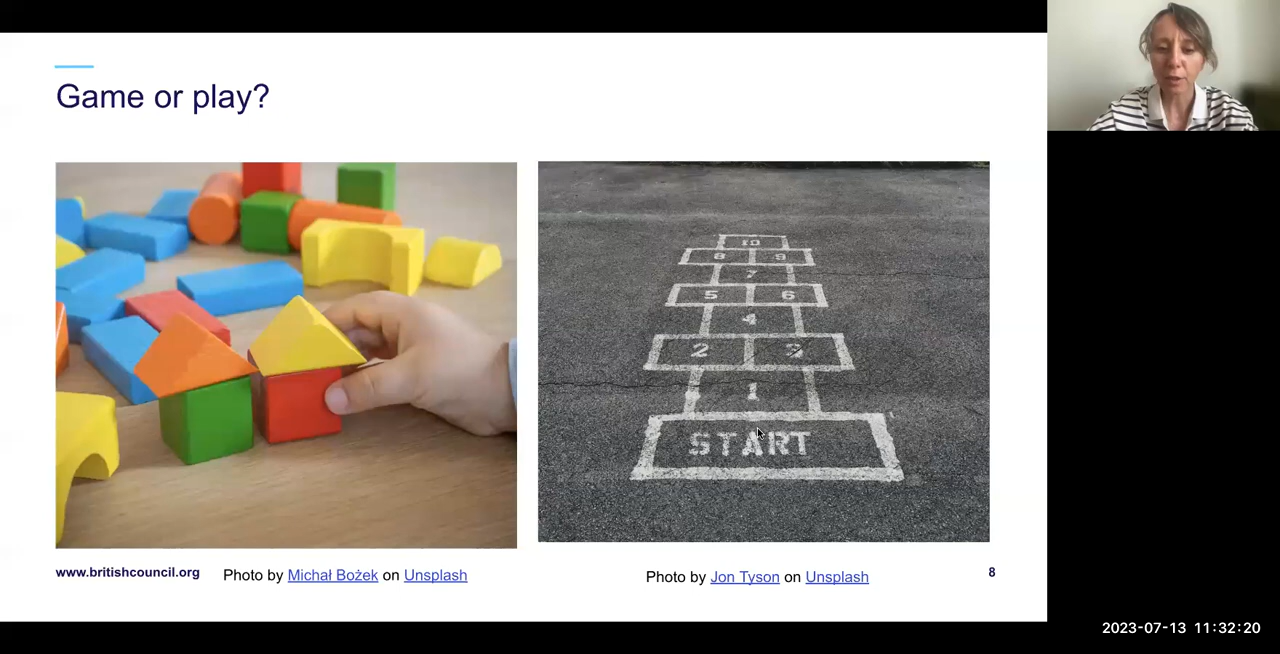 Game or play?
10
8 9
7
5 6
4
2 3
1
START
www.britishcouncil.org
Photo by Michał Bożek on Unsplash
Photo by Jon Tyson on Unsplash
8
2023-07-13 11:32:20